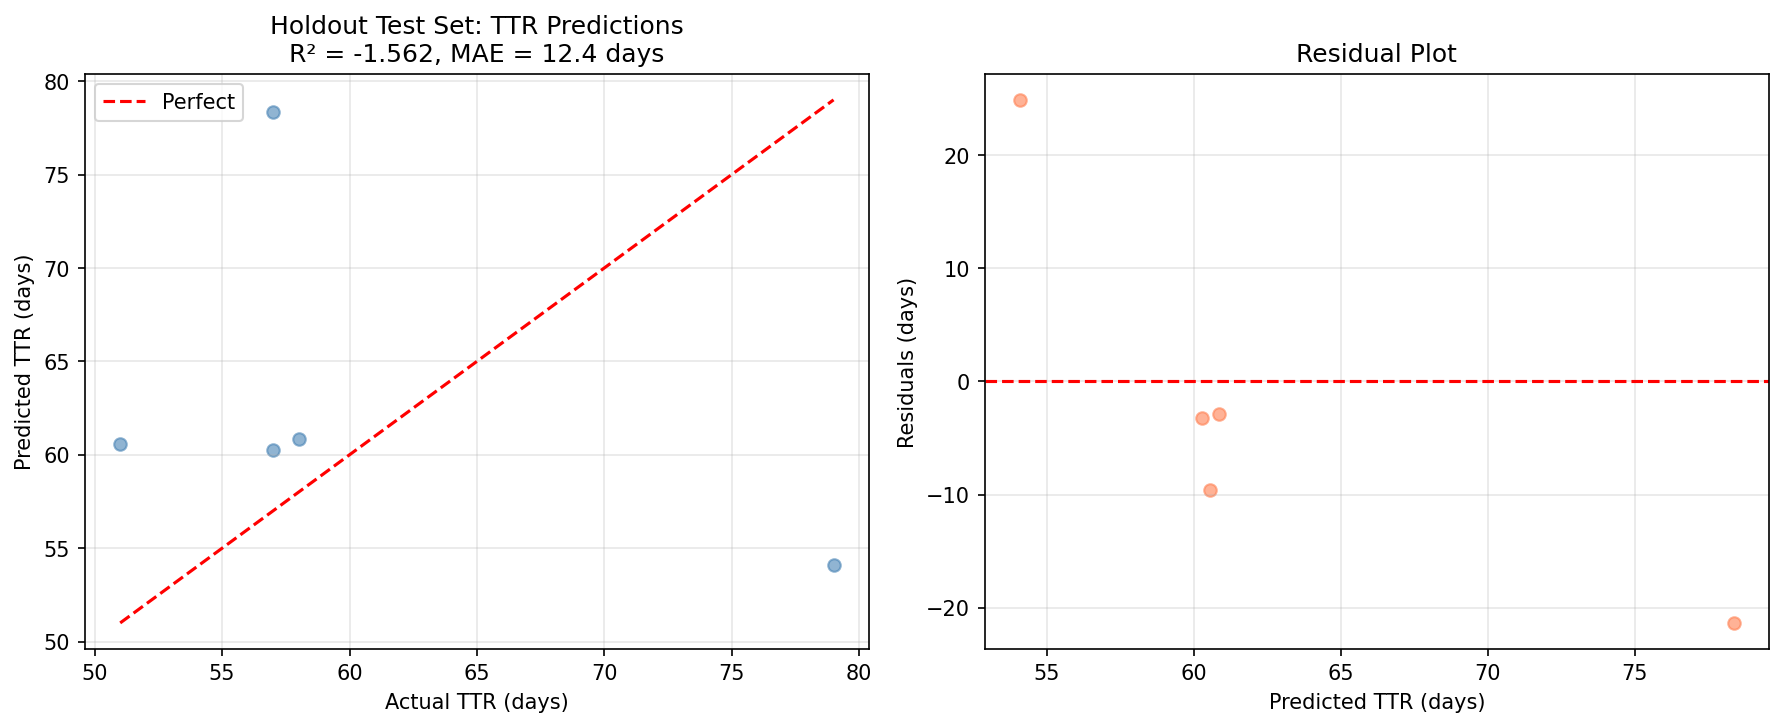 Holdout Test Set: TTR Predictions
R² = -1.562, MAE = 12.4 days
Perfect
80
75
70
65
60
55
50
Predicted TTR (days)
50 55 60 65 70 75 80
Actual TTR (days)
Residual Plot
20
10
0
−10
−20
Residuals (days)
55 60 65 70 75
Predicted TTR (days)